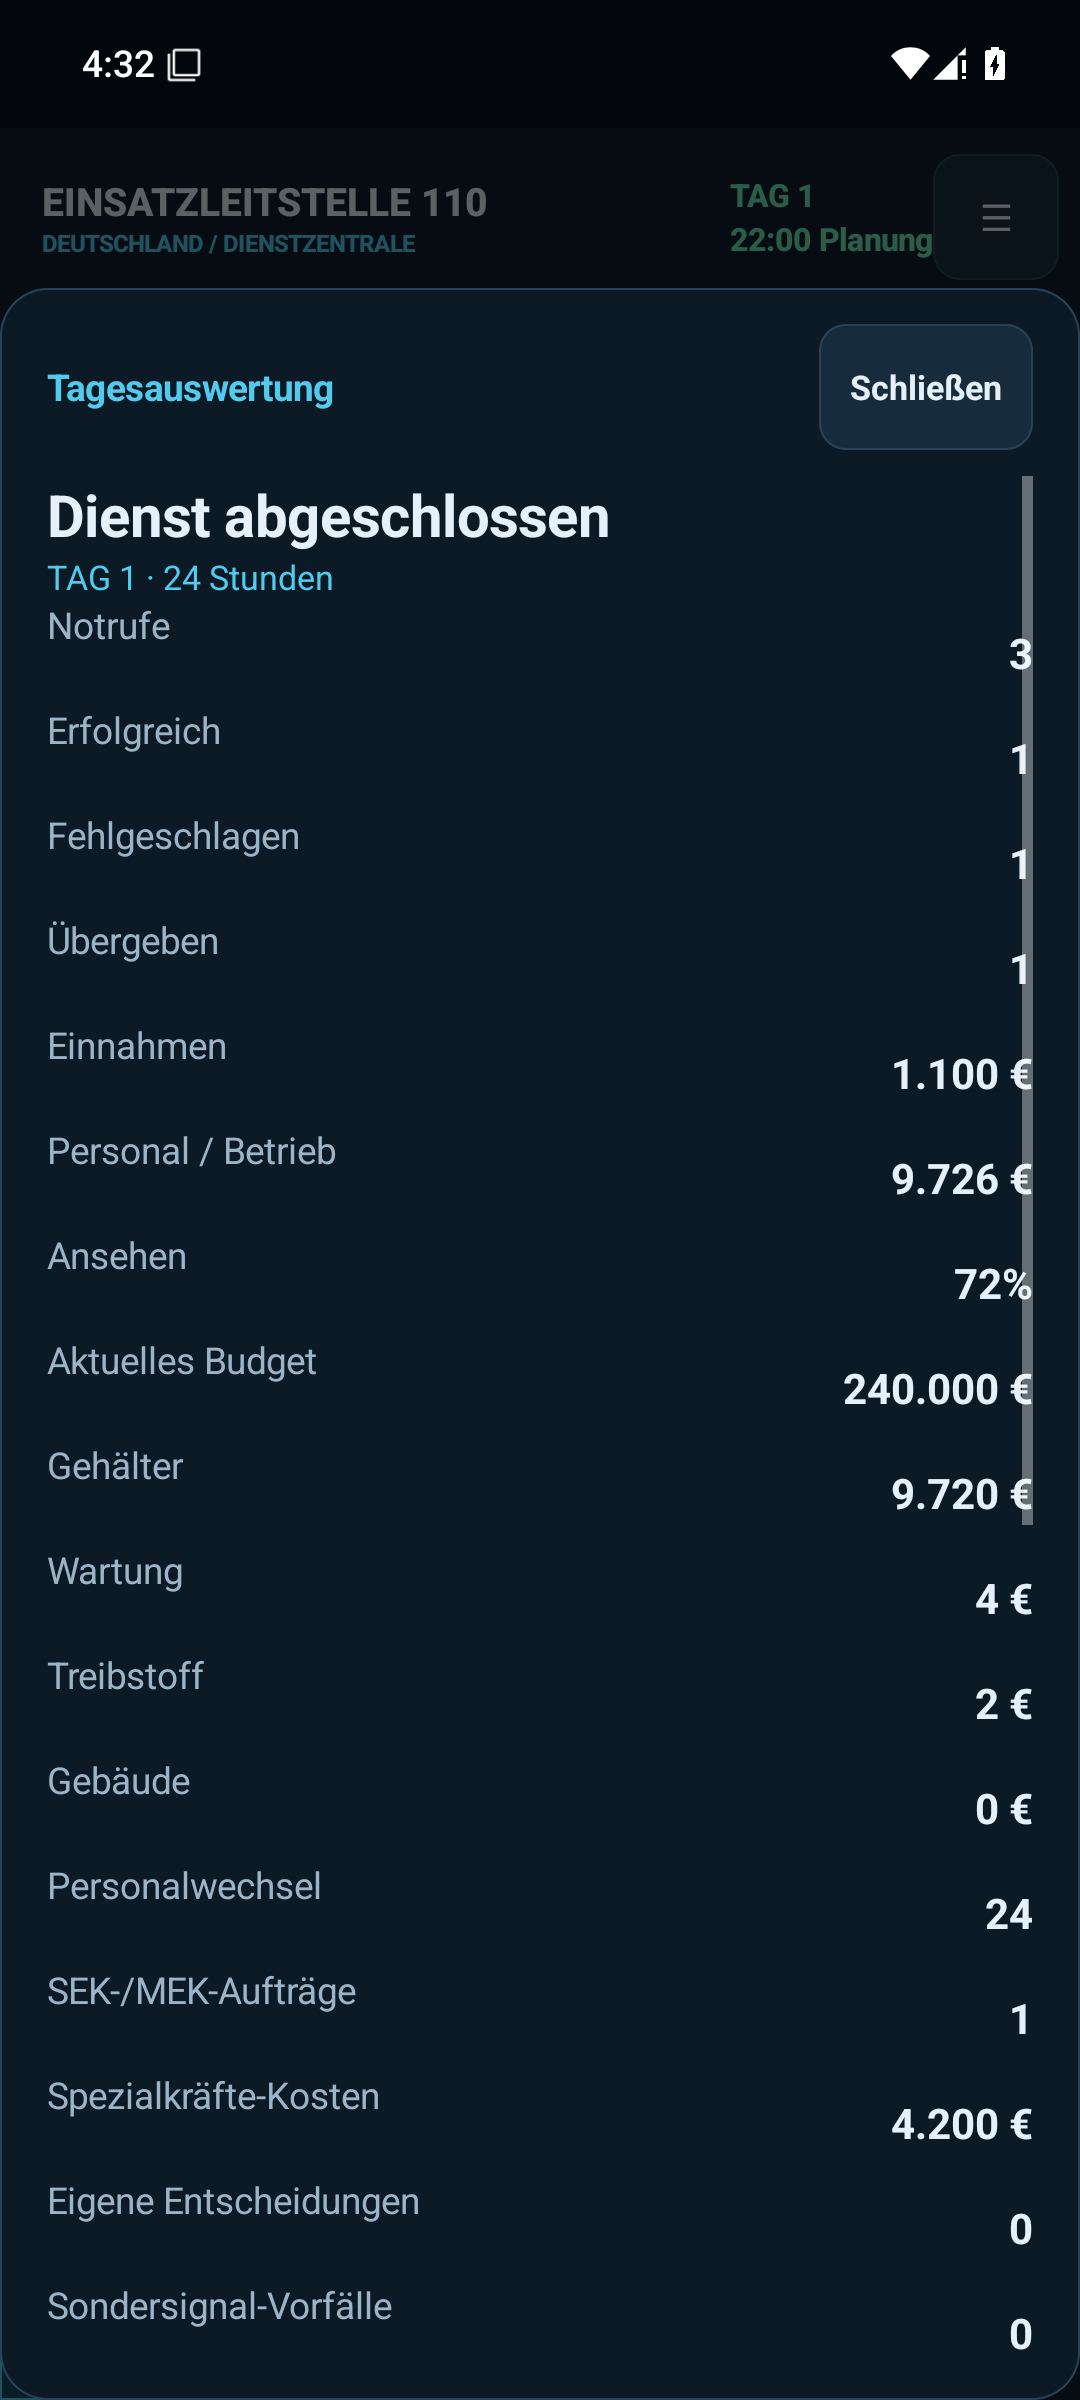 4:32
EINSATZLEITSTELLE 110
DEUTSCHLAND / DIENSTZENTRALE
TAG 1
22:00 Planung
Tagesauswertung
Schließen
Dienst abgeschlossen
TAG 1 · 24 Stunden
Notrufe
3
Erfolgreich
1
Fehlgeschlagen
1
Übergeben
1
Einnahmen
1.100 €
Personal / Betrieb
9.726 €
Ansehen
72%
Aktuelles Budget
240.000 €
Gehälter
9.720 €
Wartung
4 €
Treibstoff
2 €
Gebäude
0 €
Personalwechsel
24
SEK-/MEK-Aufträge
1
Spezialkräfte-Kosten
4.200 €
Eigene Entscheidungen
0
Sondersignal-Vorfälle
0